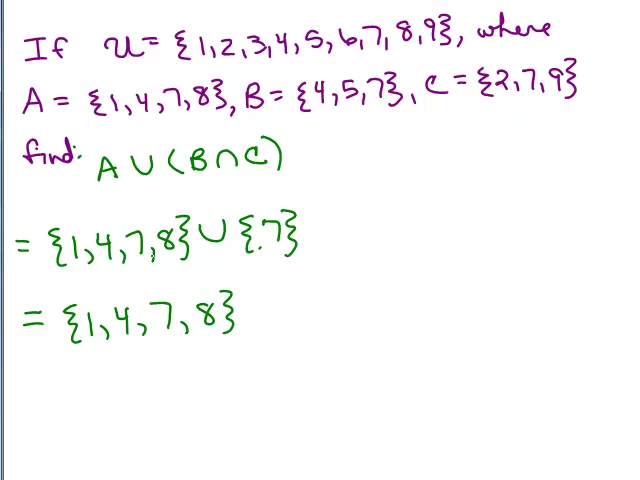 If U = {1,2,3,4,5,6,7,8,9}, where
A = {1,4,7,8}, B = {4,5,7}, C = {2,7,9}
find: A ∪ (B ∩ C)
= {1,4,7,8} ∪ {7}
= {1,4,7,8}